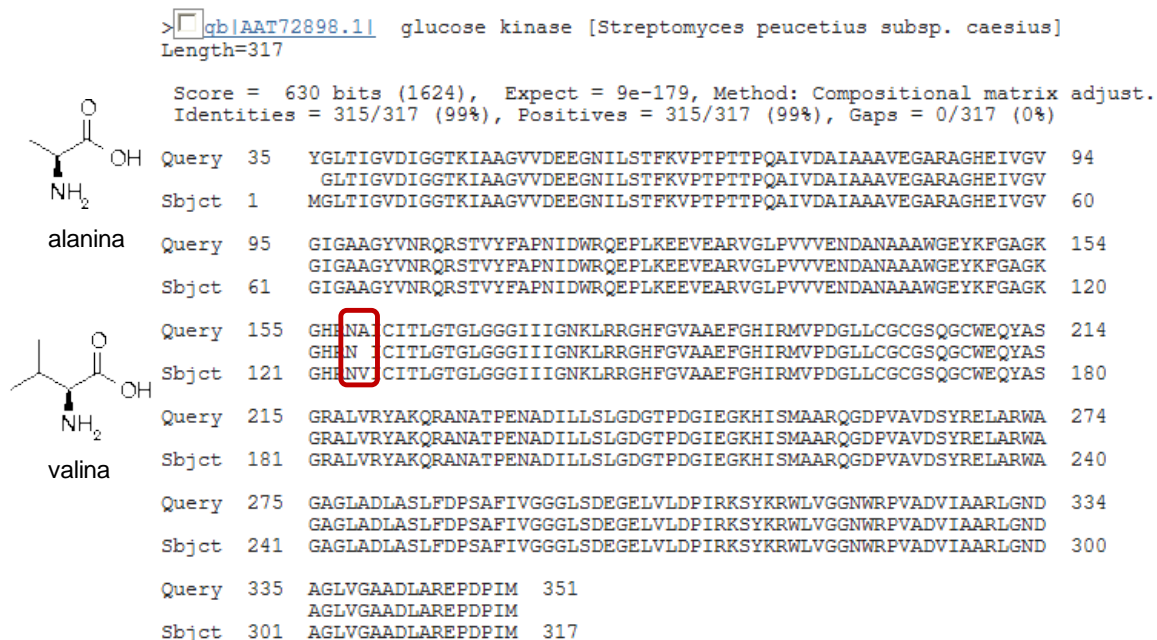 >gb|AAT72898.1| glucose kinase [Streptomyces peucetius subsp. caesius]
Length=317
Score = 630 bits (1624), Expect = 9e-179, Method: Compositional matrix adjust.
Identities = 315/317 (99%), Positives = 315/317 (99%), Gaps = 0/317 (0%)
O
OH
NH2
alanina
Query 35 YGLTIGVDIGGTKIAAGVVDEEGNILSTFKVPTPTTPQAIVDAIAAAVEGARAGHEIVGV 94
GLTIGVDIGGTKIAAGVVDEEGNILSTFKVPTPTTPQAIVDAIAAAVEGARAGHEIVGV
Sbjct 1 MGLTIGVDIGGTKIAAGVVDEEGNILSTFKVPTPTTPQAIVDAIAAAVEGARAGHEIVGV 60
Query 95 GIGAAGYVNRQRSTVYFAPNIDWRQEPLKEEVEARVGLPVVVENDANAAAWGEYKFGAGK 154
GIGAAGYVNRQRSTVYFAPNIDWRQEPLKEEVEARVGLPVVVENDANAAAWGEYKFGAGK
Sbjct 61 GIGAAGYVNRQRSTVYFAPNIDWRQEPLKEEVEARVGLPVVVENDANAAAWGEYKFGAGK 120
Query 155 GHRNAICITLGTGLGGGIIIGNKLRRGHFGVAAEFGHIRMVPDGLLCGCGSQGCWEQYAS 214
GHRN ICITLGTGLGGGIIIGNKLRRGHFGVAAEFGHIRMVPDGLLCGCGSQGCWEQYAS
Sbjct 121 GHRNVICITLGTGLGGGIIIGNKLRRGHFGVAAEFGHIRMVPDGLLCGCGSQGCWEQYAS 180
O
OH
NH2
valina
Query 215 GRALVRYAKQRANATPENADILLSLGDGTPDGIEGKHISMAARQGDPVAVDSYRELARWA 274
GRALVRYAKQRANATPENADILLSLGDGTPDGIEGKHISMAARQGDPVAVDSYRELARWA
Sbjct 181 GRALVRYAKQRANATPENADILLSLGDGTPDGIEGKHISMAARQGDPVAVDSYRELARWA 240
Query 275 GAGLADLASLFDPSAFIVGGGLSDEGELVLDPIRKSYKRWLVGGNWRPVADVIAARLGND 334
GAGLADLASLFDPSAFIVGGGLSDEGELVLDPIRKSYKRWLVGGNWRPVADVIAARLGND
Sbjct 241 GAGLADLASLFDPSAFIVGGGLSDEGELVLDPIRKSYKRWLVGGNWRPVADVIAARLGND 300
Query 335 AGLVGAADLAREPDPIM 351
AGLVGAADLAREPDPIM
Sbjct 301 AGLVGAADLAREPDPIM 317